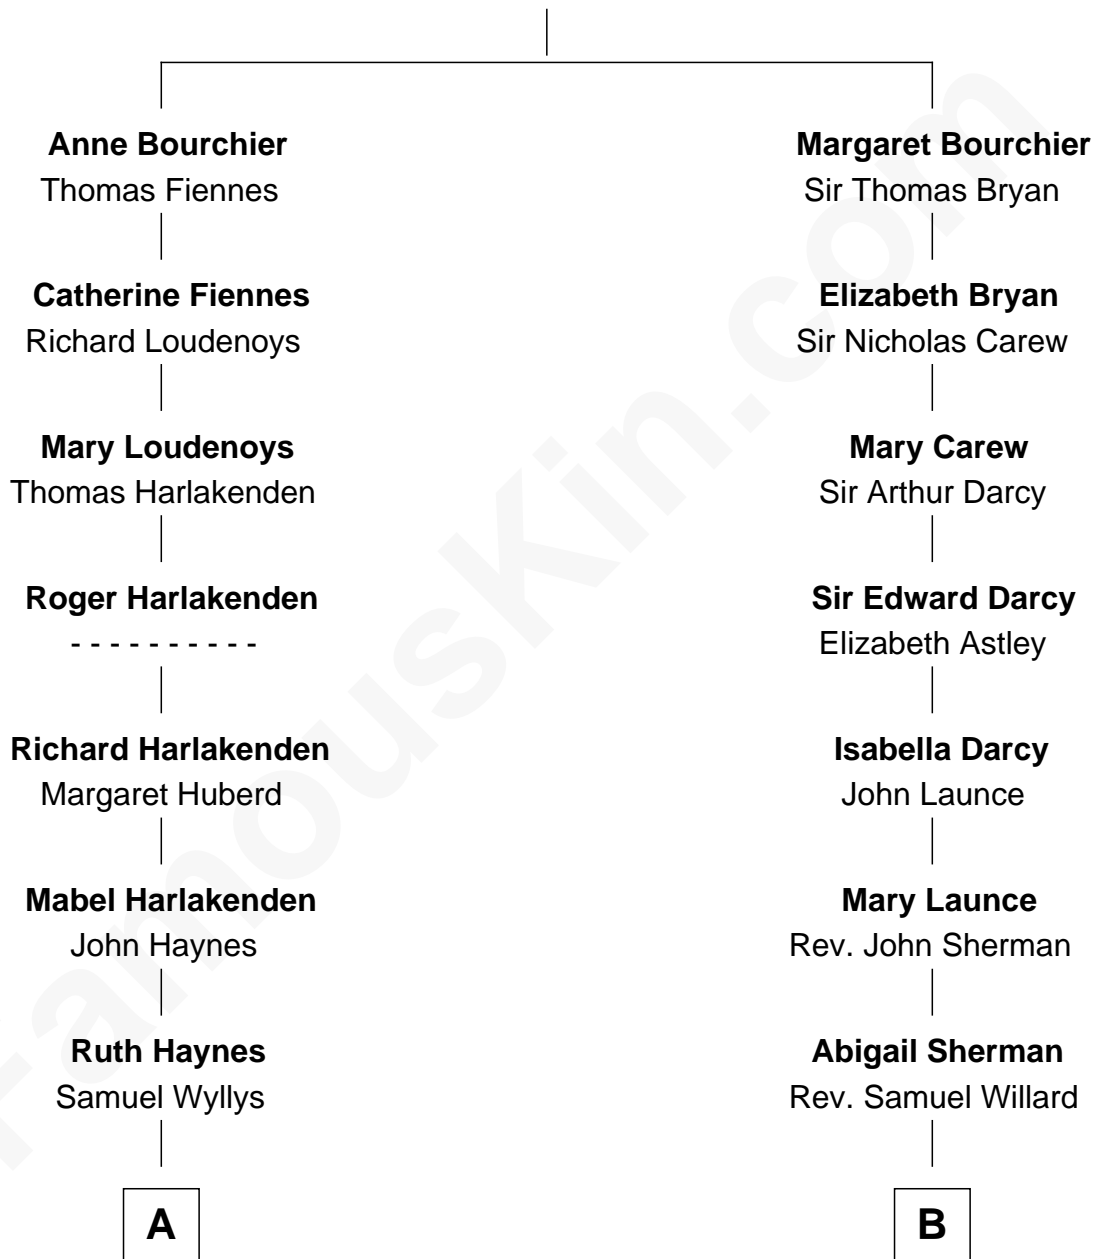 Anne Bourchier
Thomas Fiennes
Catherine Fiennes
Richard Loudenoys
Mary Loudenoys
Thomas Harlakenden
Roger Harlakenden
- - - - - - - - - -
Richard Harlakenden
Margaret Huberd
Mabel Harlakenden
John Haynes
Ruth Haynes
Samuel Wyllys
A
Margaret Bourchier
Sir Thomas Bryan
Elizabeth Bryan
Sir Nicholas Carew
Mary Carew
Sir Arthur Darcy
Sir Edward Darcy
Elizabeth Astley
Isabella Darcy
John Launce
Mary Launce
Rev. John Sherman
Abigail Sherman
Rev. Samuel Willard
B
FamousKin.com